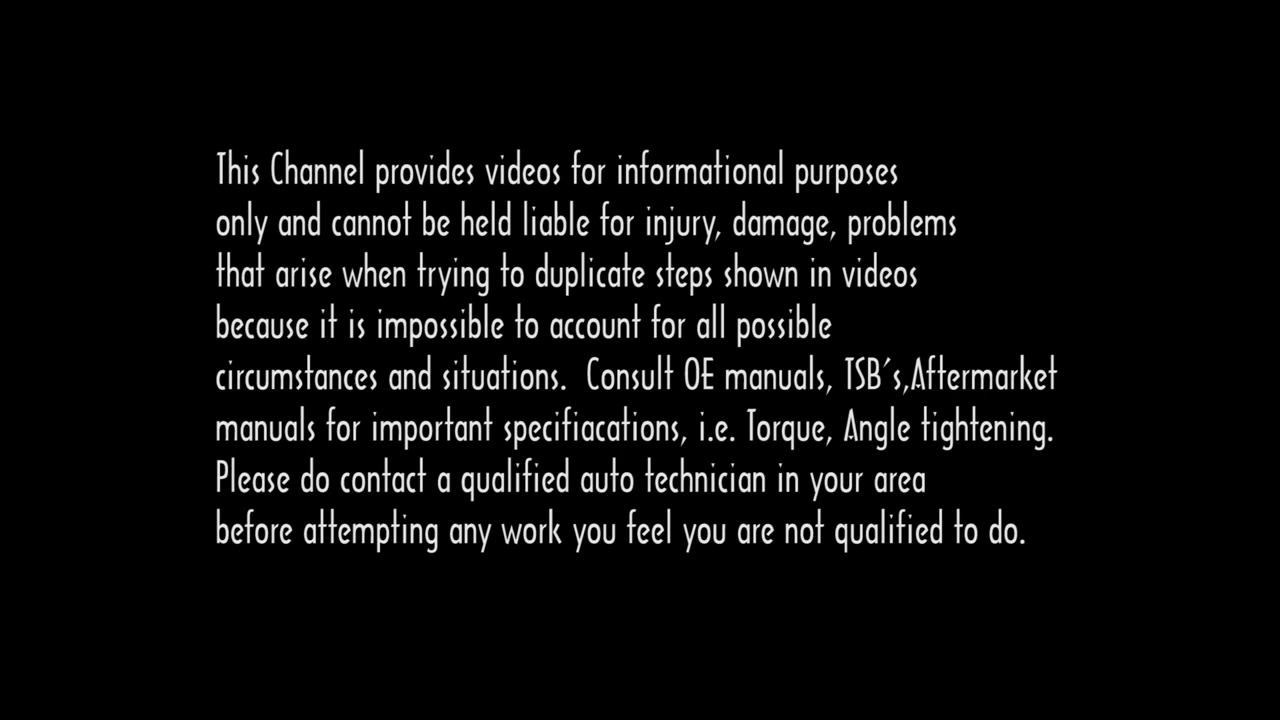 This Channel provides videos for informational purposes
only and cannot be held liable for injury, damage, problems
that arise when trying to duplicate steps shown in videos
because it is impossible to account for all possible
circumstances and situations.  Consult OE manuals, TSB´s,Aftermarket
manuals for important specifiacations, i.e. Torque, Angle tightening.
Please do contact a qualified auto technician in your area
before attempting any work you feel you are not qualified to do.